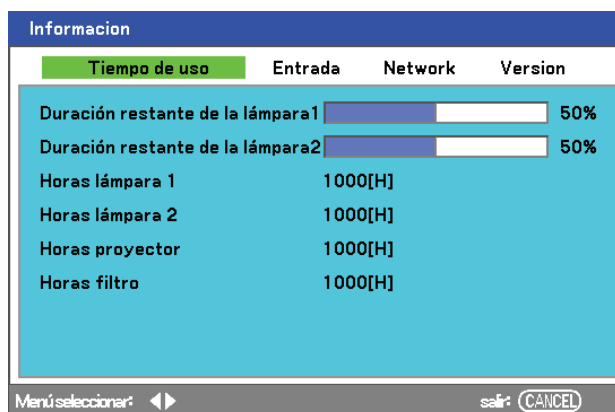 Informacion
Tiempo de uso Entrada Network Version
Duración restante de la lámpara1 50%
Duración restante de la lámpara2 50%
Horas lámpara 1 1000[H]
Horas lámpara 2 1000[H]
Horas proyector 1000[H]
Horas filtro 1000[H]
Menú seleccionar: salir: CANCEL